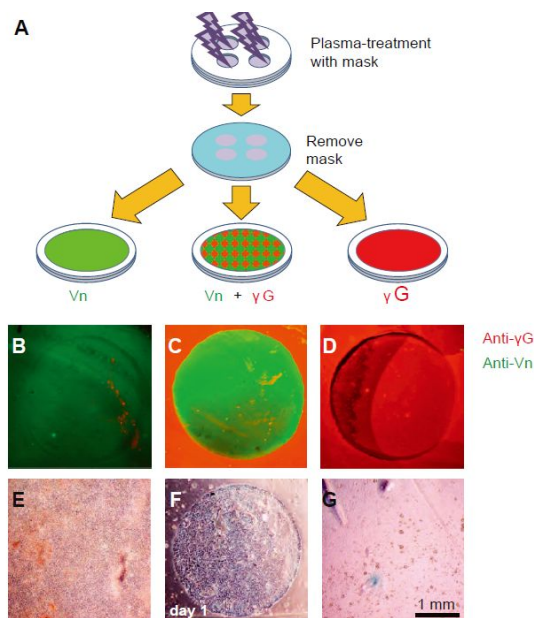 A
Plasma-treatment
with mask
Remove
mask
Vn
Vn + γG
γG
B
C
D
Anti-γG
Anti-Vn
E
F
G
day 1
1 mm